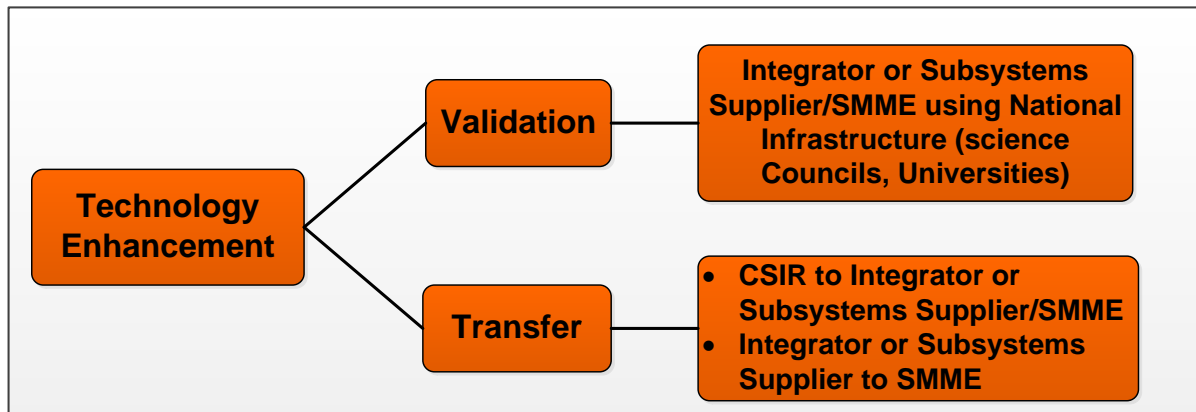 Technology
Enhancement
Validation
Integrator or Subsystems
Supplier/SMME using National
Infrastructure (science
Councils, Universities)
Transfer
• CSIR to Integrator or
Subsystems Supplier/SMME
• Integrator or Subsystems
Supplier to SMME